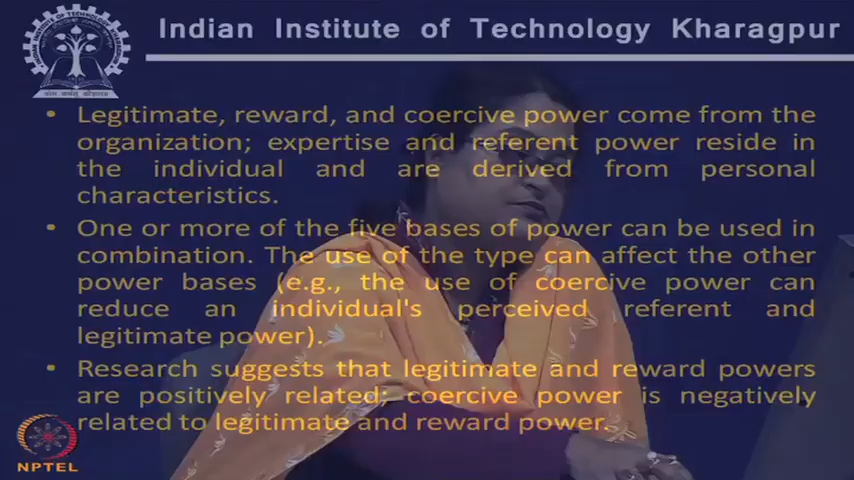 Indian Institute of Technology Kharagpur
• Legitimate, reward, and coercive power come from the
organization; expertise and referent power reside in
the individual and are derived from personal
characteristics.
• One or more of the five bases of power can be used in
combination. The use of the type can affect the other
power bases (e.g., the use of coercive power can
reduce an individual's perceived referent and
legitimate power).
• Research suggests that legitimate and reward powers
are positively related; coercive power is negatively
related to legitimate and reward power.
NPTEL